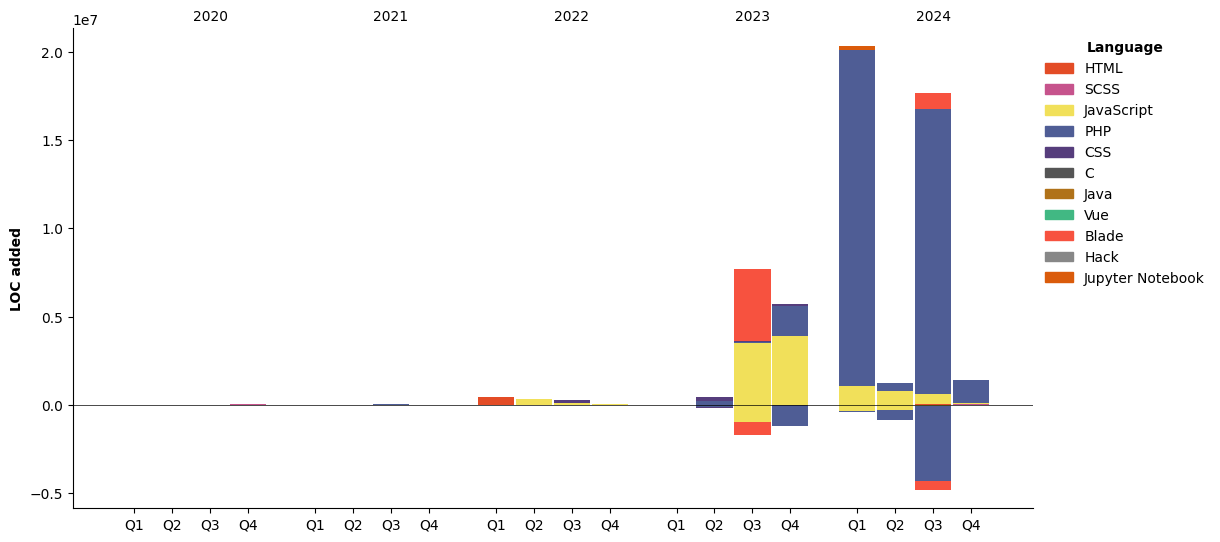 1e7
2020 2021 2022 2023 2024
2.0
1.5
1.0
0.5
0.0
−0.5
LOC added
Q1 Q2 Q3 Q4 Q1 Q2 Q3 Q4 Q1 Q2 Q3 Q4 Q1 Q2 Q3 Q4 Q1 Q2 Q3 Q4
Language
HTML
SCSS
JavaScript
PHP
CSS
C
Java
Vue
Blade
Hack
Jupyter Notebook